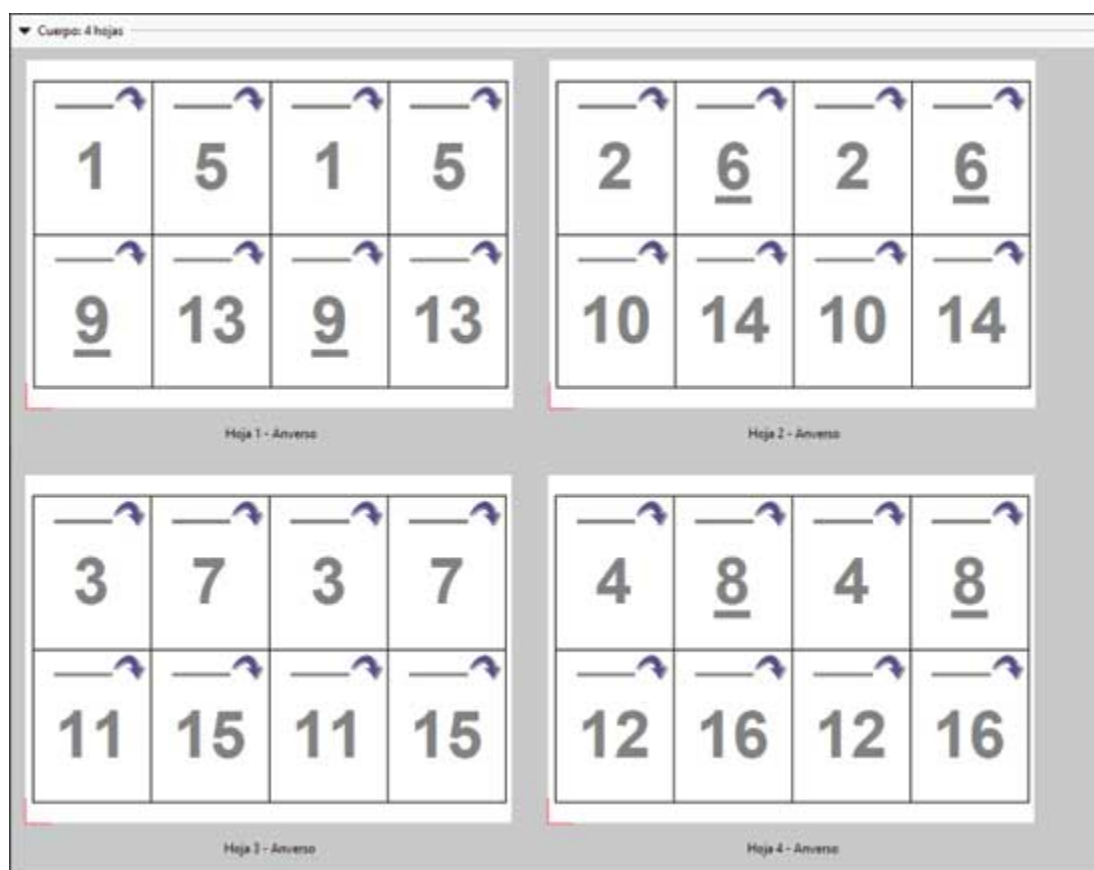 Cuerpo: 4 hojas
1 5 1 5
9 13 9 13
Hoja 1 - Anverso
2 6 2 6
10 14 10 14
Hoja 2 - Anverso
3 7 3 7
11 15 11 15
Hoja 3 - Anverso
4 8 4 8
12 16 12 16
Hoja 4 - Anverso